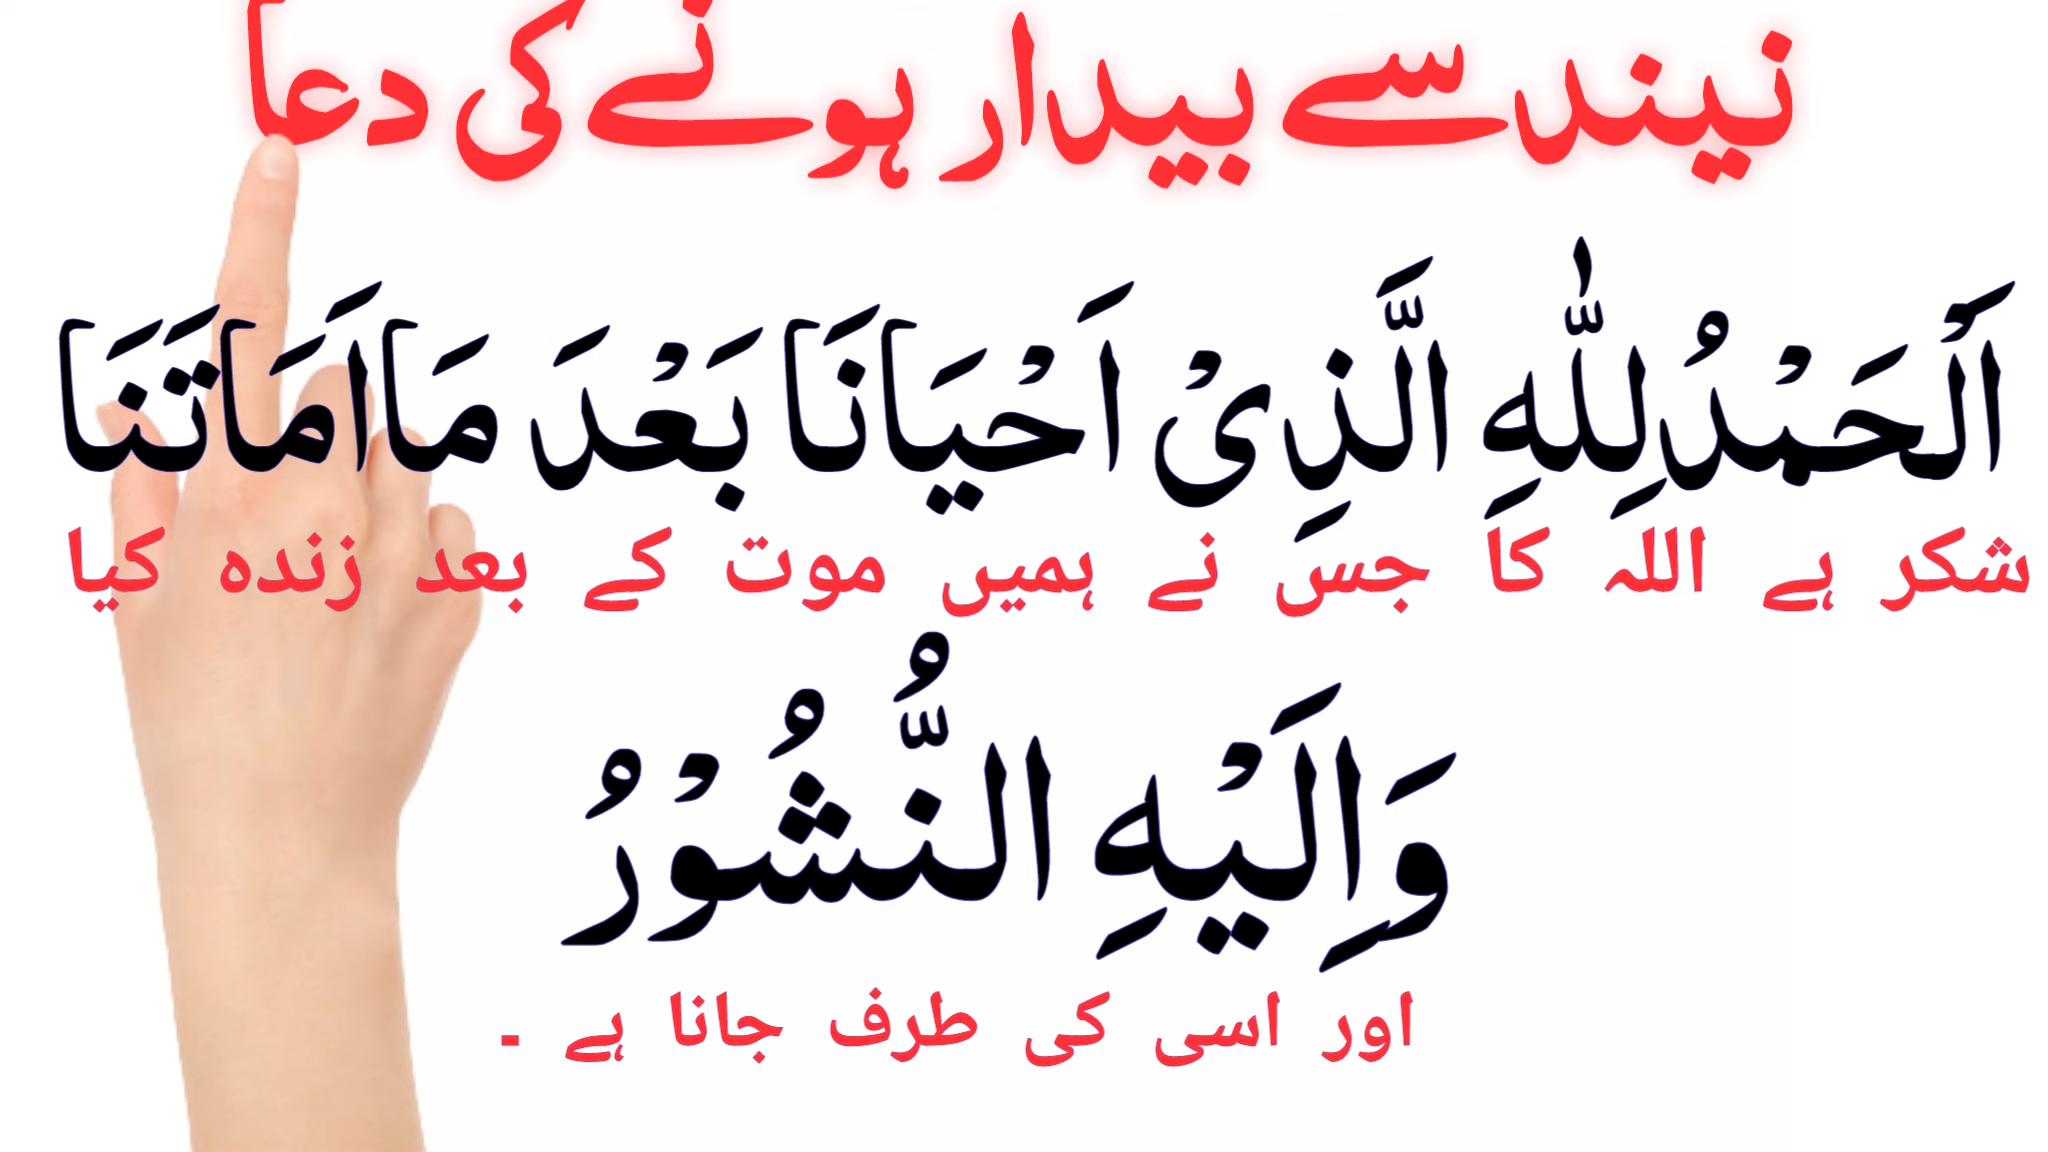 نیند سے بیدار ہونے کی دعا
اَلْحَمْدُ لِلّٰهِ الَّذِیْ اَحْیَانَا بَعْدَ مَا اَمَاتَنَا
شکر ہے اللہ کا جس نے ہمیں موت کے بعد زندہ کیا
وَاِلَیْهِ النُّشُوْرُ
اور اسی کی طرف جانا ہے ۔